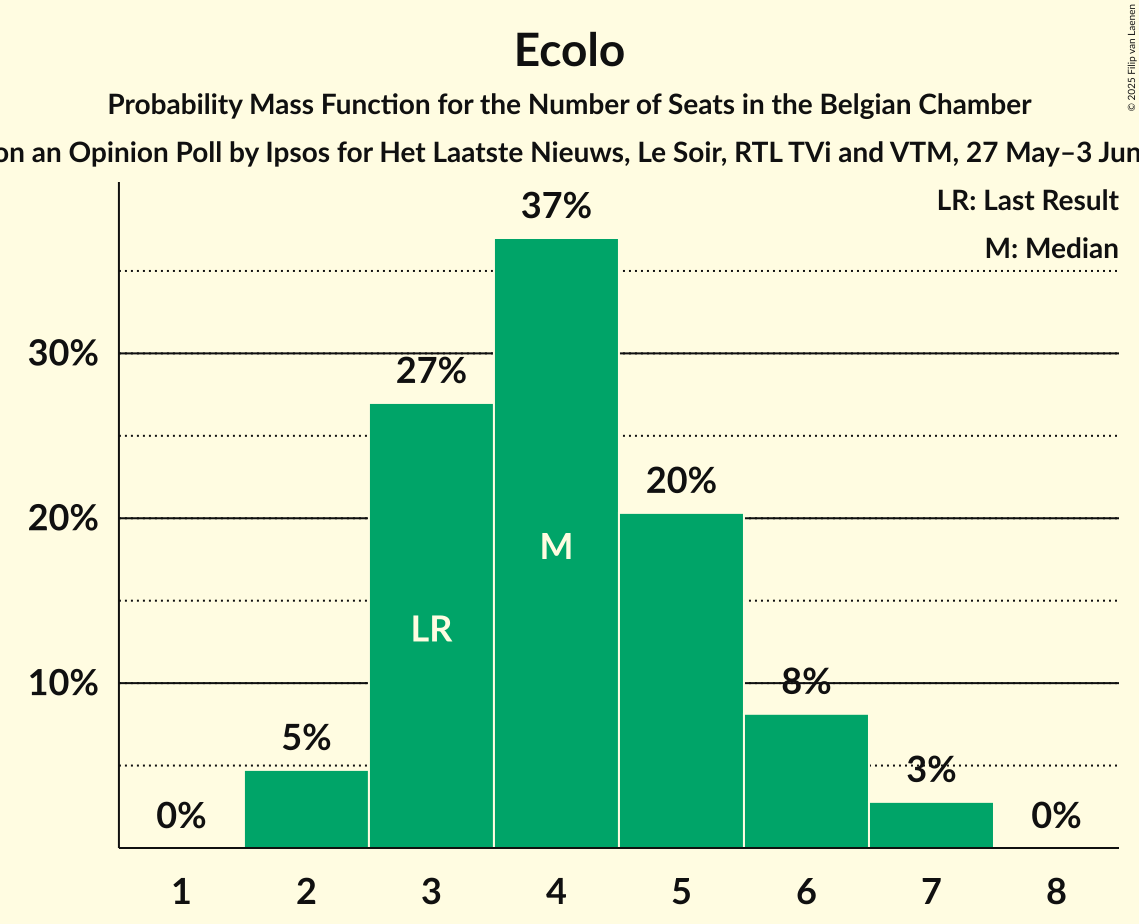 Ecolo
Probability Mass Function for the Number of Seats in the Belgian Chamber
on an Opinion Poll by Ipsos for Het Laatste Nieuws, Le Soir, RTL TVi and VTM, 27 May–3 Jun
© 2025 Filip van Laenen
LR: Last Result
M: Median
37%
30%
27%
20%
20%
M
LR
10%
8%
5%
3%
0%
0%
1 2 3 4 5 6 7 8